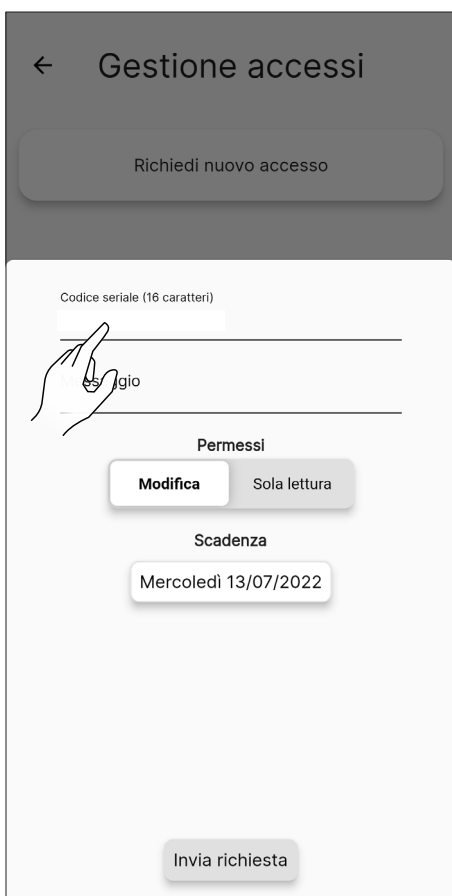 Gestione accessi
Richiedi nuovo accesso
Codice seriale (16 caratteri)
Messaggio
Permessi
Modifica Sola lettura
Scadenza
Mercoledì 13/07/2022
Invia richiesta